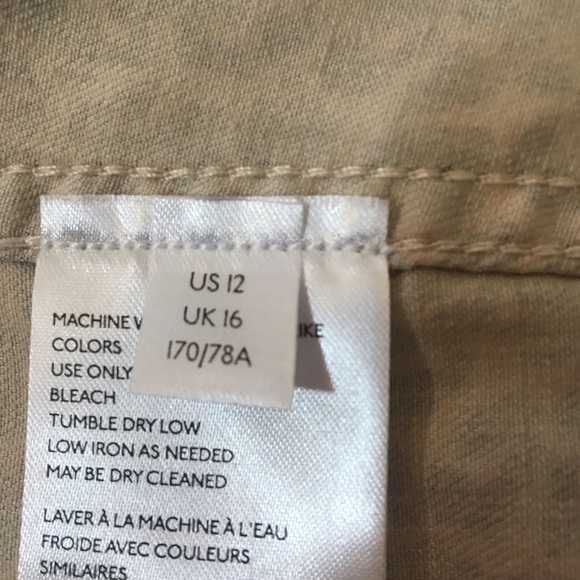 US 12
UK 16
170/78A
MACHINE
IKE
COLORS
USE ONLY
BLEACH
TUMBLE DRY LOW
LOW IRON AS NEEDED
MAY BE DRY CLEANED
LAVER À LA MACHINE À L'EAU
FROIDE AVEC COULEURS
SIMILAIRES